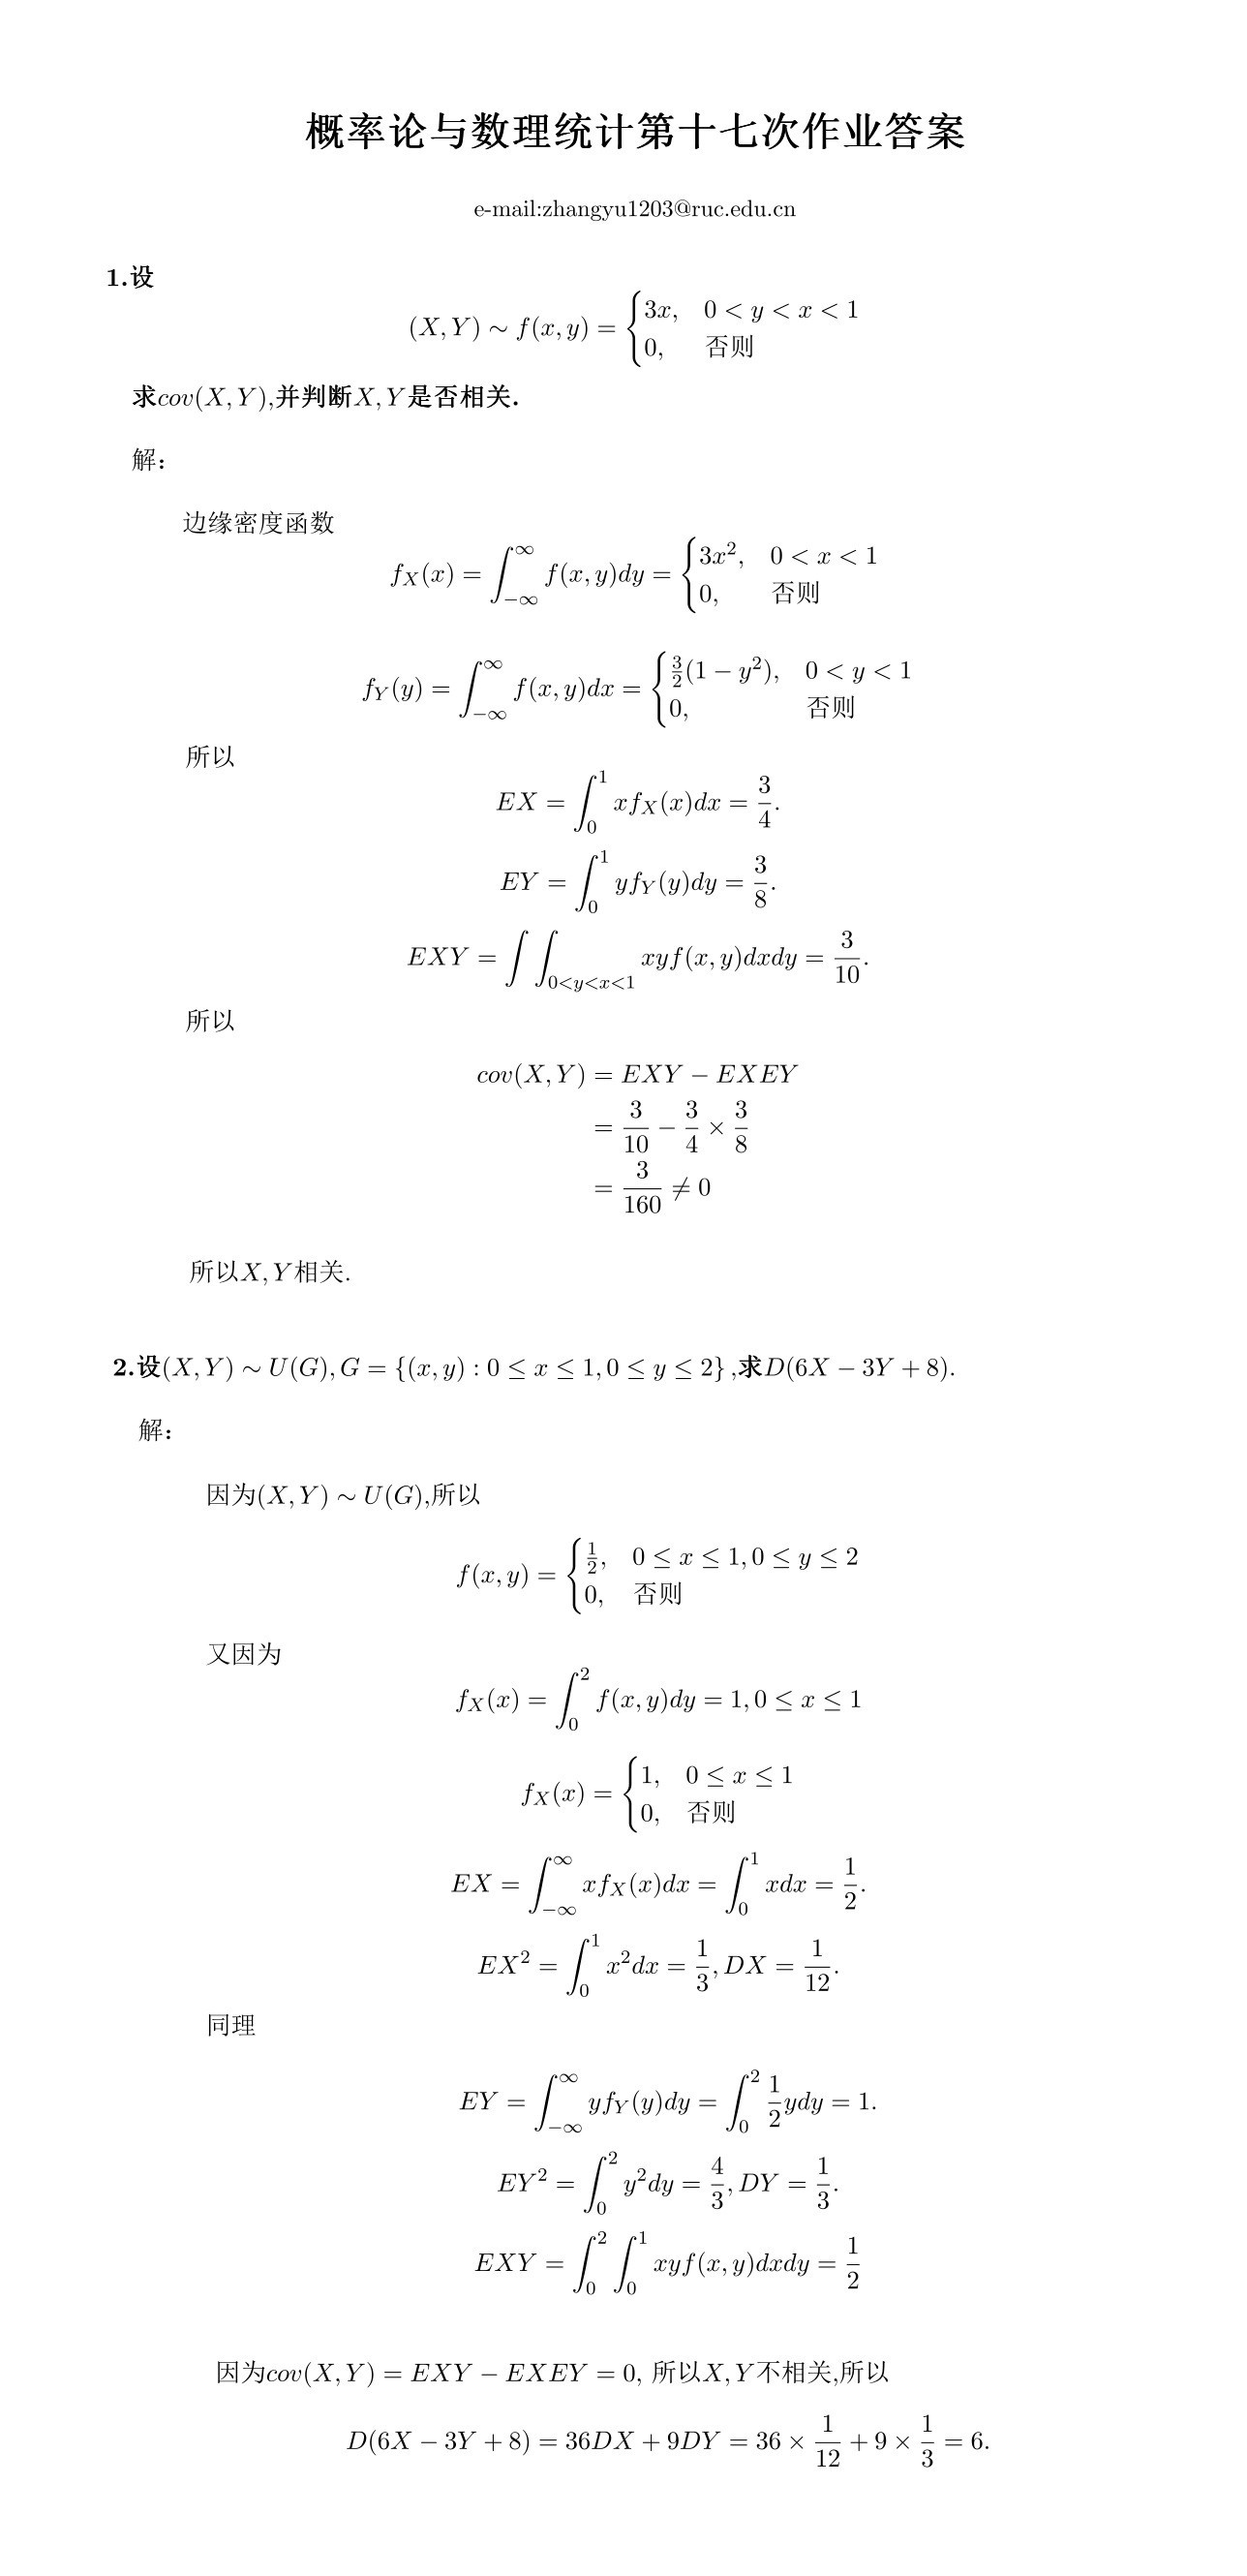 概率论与数理统计第十七次作业答案
e-mail:zhangyu1203@ruc.edu.cn
1.设
$(X, Y) \sim f(x, y) = \begin{cases} 3x, & 0 < y < x < 1 \\ 0, & 否则 \end{cases}$
求$cov(X, Y)$,并判断$X, Y$是否相关.
解：
边缘密度函数
$f_X(x) = \int_{-\infty}^{\infty} f(x, y)dy = \begin{cases} 3x^2, & 0 < x < 1 \\ 0, & 否则 \end{cases}$
$f_Y(y) = \int_{-\infty}^{\infty} f(x, y)dx = \begin{cases} \frac{3}{2}(1 - y^2), & 0 < y < 1 \\ 0, & 否则 \end{cases}$
所以
$EX = \int_0^1 x f_X(x)dx = \frac{3}{4}.$
$EY = \int_0^1 y f_Y(y)dy = \frac{3}{8}.$
$EXY = \int \int_{0<y<x<1} xyf(x, y)dxdy = \frac{3}{10}.$
所以
$cov(X, Y) = EXY - EXEY$
$= \frac{3}{10} - \frac{3}{4} \times \frac{3}{8}$
$= \frac{3}{160} \neq 0$
所以$X, Y$相关.
2.设$(X, Y) \sim U(G), G = \{(x, y) : 0 \leq x \leq 1, 0 \leq y \leq 2\}$ ,求$D(6X - 3Y + 8)$.
解：
因为$(X, Y) \sim U(G)$,所以
$f(x, y) = \begin{cases} \frac{1}{2}, & 0 \leq x \leq 1, 0 \leq y \leq 2 \\ 0, & 否则 \end{cases}$
又因为
$f_X(x) = \int_0^2 f(x, y)dy = 1, 0 \leq x \leq 1$
$f_X(x) = \begin{cases} 1, & 0 \leq x \leq 1 \\ 0, & 否则 \end{cases}$
$EX = \int_{-\infty}^{\infty} x f_X(x)dx = \int_0^1 xdx = \frac{1}{2}.$
$EX^2 = \int_0^1 x^2dx = \frac{1}{3}, DX = \frac{1}{12}.$
同理
$EY = \int_{-\infty}^{\infty} y f_Y(y)dy = \int_0^2 \frac{1}{2}ydy = 1.$
$EY^2 = \int_0^2 y^2dy = \frac{4}{3}, DY = \frac{1}{3}.$
$EXY = \int_0^2 \int_0^1 xyf(x, y)dxdy = \frac{1}{2}$
因为$cov(X, Y) = EXY - EXEY = 0$, 所以$X, Y$不相关,所以
$D(6X - 3Y + 8) = 36DX + 9DY = 36 \times \frac{1}{12} + 9 \times \frac{1}{3} = 6.$